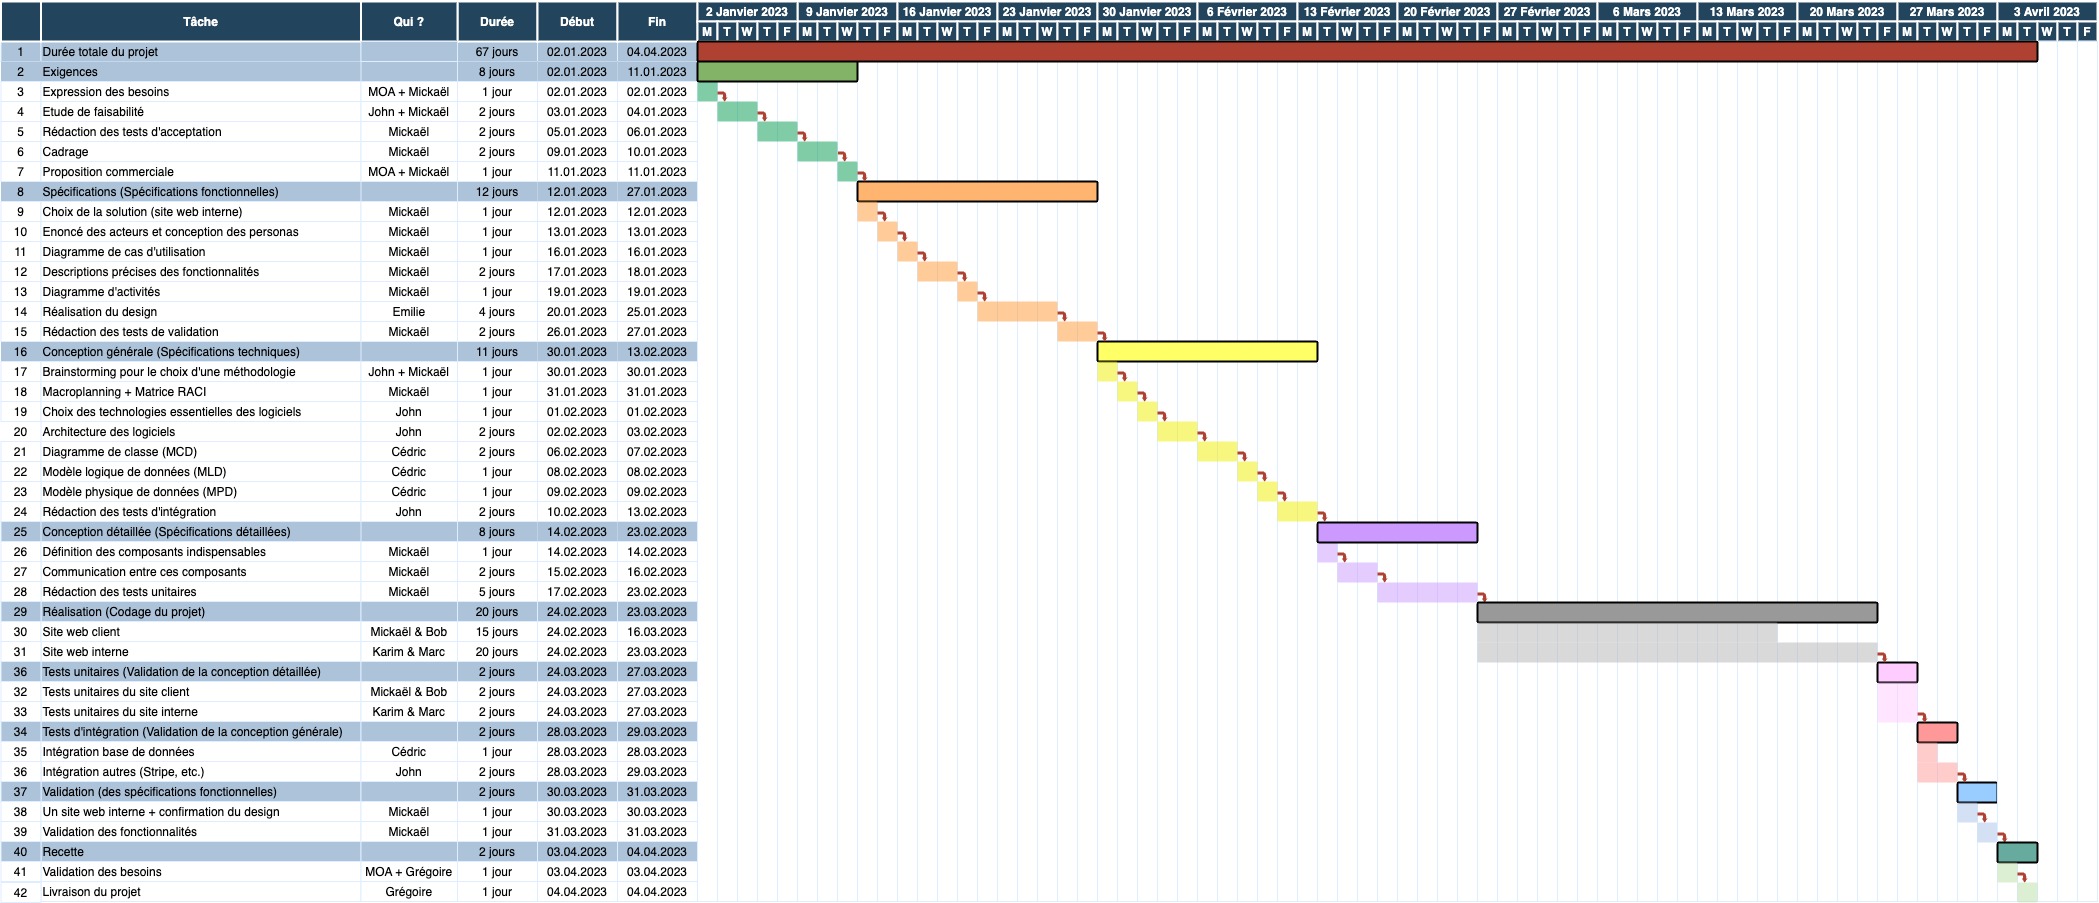 Tâche Qui ? Durée Début Fin 2 Janvier 2023 9 Janvier 2023 16 Janvier 2023 23 Janvier 2023 30 Janvier 2023 6 Février 2023 13 Février 2023 20 Février 2023 27 Février 2023 6 Mars 2023 13 Mars 2023 20 Mars 2023 27 Mars 2023 3 Avril 2023
M T W T F M T W T F M T W T F M T W T F M T W T F M T W T F M T W T F M T W T F M T W T F M T W T F M T W T F M T W T F M T W T F M T W T F
1 Durée totale du projet 67 jours 02.01.2023 04.04.2023
2 Exigences 8 jours 02.01.2023 11.01.2023
3 Expression des besoins MOA + Mickaël 1 jour 02.01.2023 02.01.2023
4 Etude de faisabilité John + Mickaël 2 jours 03.01.2023 04.01.2023
5 Rédaction des tests d'acceptation Mickaël 2 jours 05.01.2023 06.01.2023
6 Cadrage Mickaël 2 jours 09.01.2023 10.01.2023
7 Proposition commerciale MOA + Mickaël 1 jour 11.01.2023 11.01.2023
8 Spécifications (Spécifications fonctionnelles) 12 jours 12.01.2023 27.01.2023
9 Choix de la solution (site web interne) Mickaël 1 jour 12.01.2023 12.01.2023
10 Enoncé des acteurs et conception des personas Mickaël 1 jour 13.01.2023 13.01.2023
11 Diagramme de cas d'utilisation Mickaël 1 jour 16.01.2023 16.01.2023
12 Descriptions précises des fonctionnalités Mickaël 2 jours 17.01.2023 18.01.2023
13 Diagramme d'activités Mickaël 1 jour 19.01.2023 19.01.2023
14 Réalisation du design Emilie 4 jours 20.01.2023 25.01.2023
15 Rédaction des tests de validation Mickaël 2 jours 26.01.2023 27.01.2023
16 Conception générale (Spécifications techniques) 11 jours 30.01.2023 13.02.2023
17 Brainstorming pour le choix d'une méthodologie John + Mickaël 1 jour 30.01.2023 30.01.2023
18 Macroplanning + Matrice RACI Mickaël 1 jour 31.01.2023 31.01.2023
19 Choix des technologies essentielles des logiciels John 1 jour 01.02.2023 01.02.2023
20 Architecture des logiciels John 2 jours 02.02.2023 03.02.2023
21 Diagramme de classe (MCD) Cédric 2 jours 06.02.2023 07.02.2023
22 Modèle logique de données (MLD) Cédric 1 jour 08.02.2023 08.02.2023
23 Modèle physique de données (MPD) Cédric 1 jour 09.02.2023 09.02.2023
24 Rédaction des tests d'intégration John 2 jours 10.02.2023 13.02.2023
25 Conception détaillée (Spécifications détaillées) 8 jours 14.02.2023 23.02.2023
26 Définition des composants indispensables Mickaël 1 jour 14.02.2023 14.02.2023
27 Communication entre ces composants Mickaël 2 jours 15.02.2023 16.02.2023
28 Rédaction des tests unitaires Mickaël 5 jours 17.02.2023 23.02.2023
29 Réalisation (Codage du projet) 20 jours 24.02.2023 23.03.2023
30 Site web client Mickaël & Bob 15 jours 24.02.2023 16.03.2023
31 Site web interne Karim & Marc 20 jours 24.02.2023 23.03.2023
36 Tests unitaires (Validation de la conception détaillée) 2 jours 24.03.2023 27.03.2023
32 Tests unitaires du site client Mickaël & Bob 2 jours 24.03.2023 27.03.2023
33 Tests unitaires du site interne Karim & Marc 2 jours 24.03.2023 27.03.2023
34 Tests d'intégration (Validation de la conception générale) 2 jours 28.03.2023 29.03.2023
35 Intégration base de données Cédric 1 jour 28.03.2023 28.03.2023
36 Intégration autres (Stripe, etc.) John 2 jours 28.03.2023 29.03.2023
37 Validation (des spécifications fonctionnelles) 2 jours 30.03.2023 31.03.2023
38 Un site web interne + confirmation du design Mickaël 1 jour 30.03.2023 30.03.2023
39 Validation des fonctionnalités Mickaël 1 jour 31.03.2023 31.03.2023
40 Recette 2 jours 03.04.2023 04.04.2023
41 Validation des besoins MOA + Grégoire 1 jour 03.04.2023 03.04.2023
42 Livraison du projet Grégoire 1 jour 04.04.2023 04.04.2023